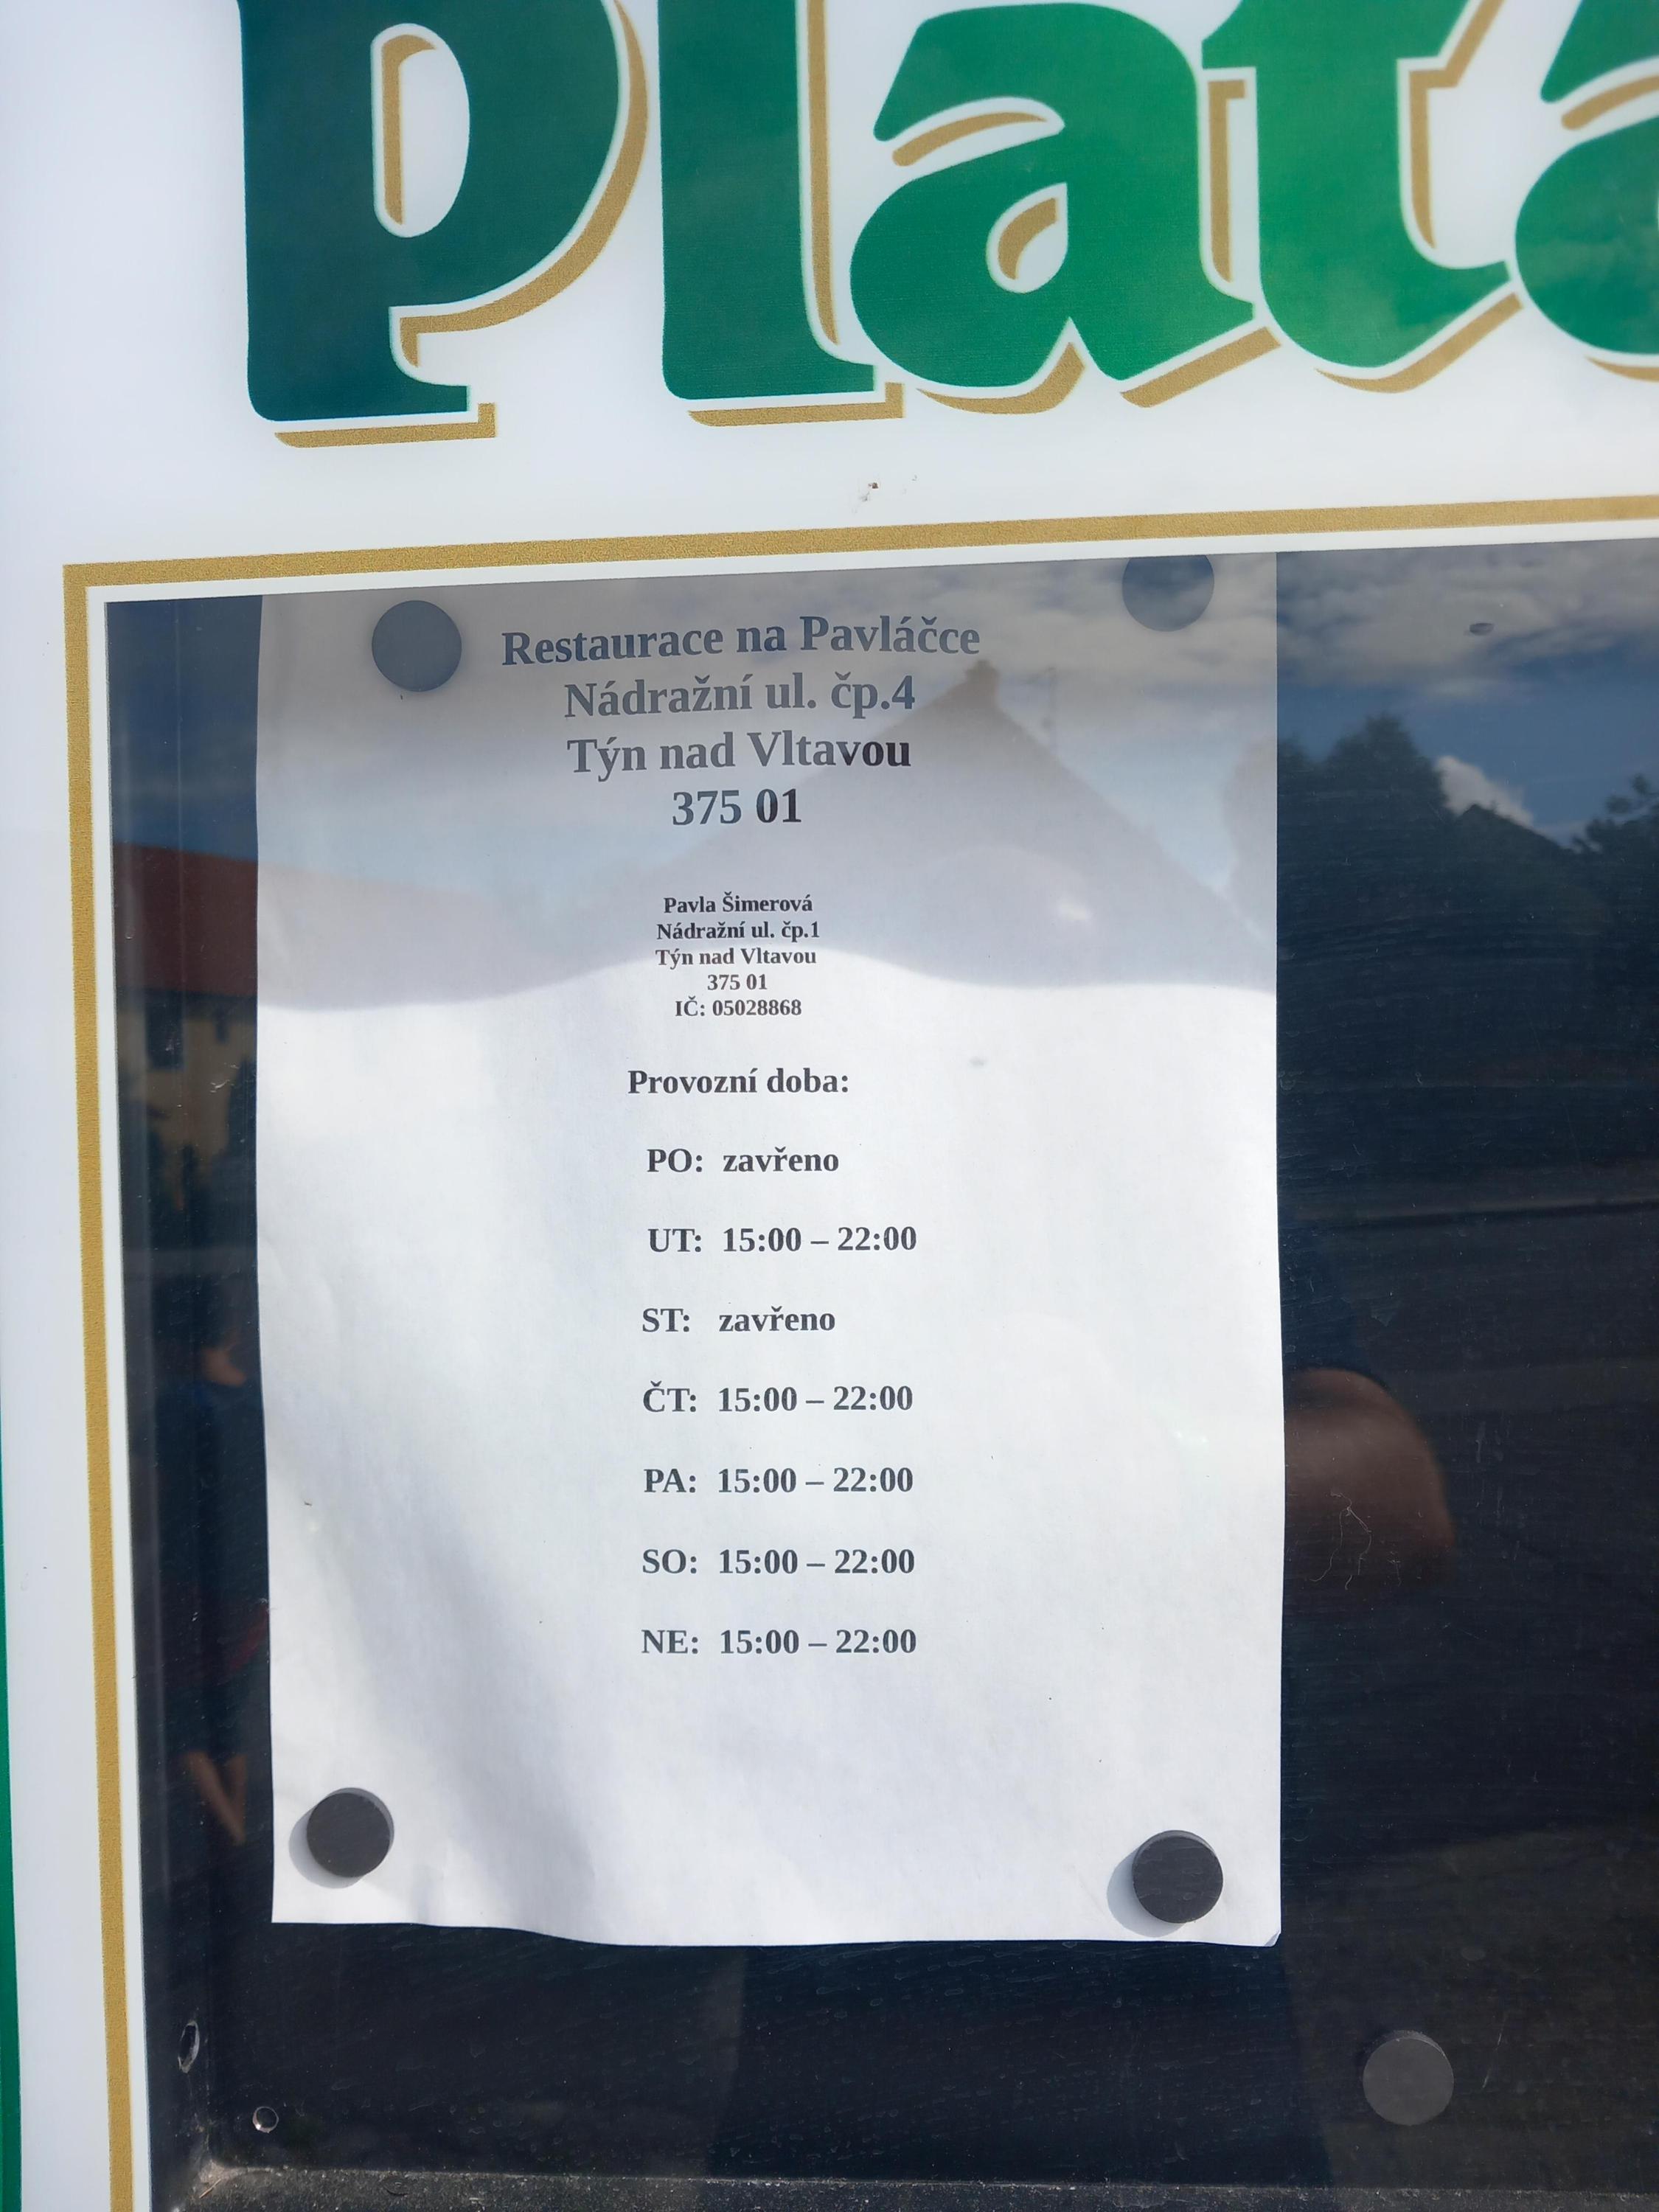 Plata
Restaurace na Pavláčce
Nádražní ul. čp.4
Týn nad Vltavou
375 01
Pavla Šimerová
Nádražní ul. čp.1
Týn nad Vltavou
375 01
IČ: 05028868
Provozní doba:
PO: zavřeno
UT: 15:00 – 22:00
ST: zavřeno
ČT: 15:00 – 22:00
PA: 15:00 – 22:00
SO: 15:00 – 22:00
NE: 15:00 – 22:00